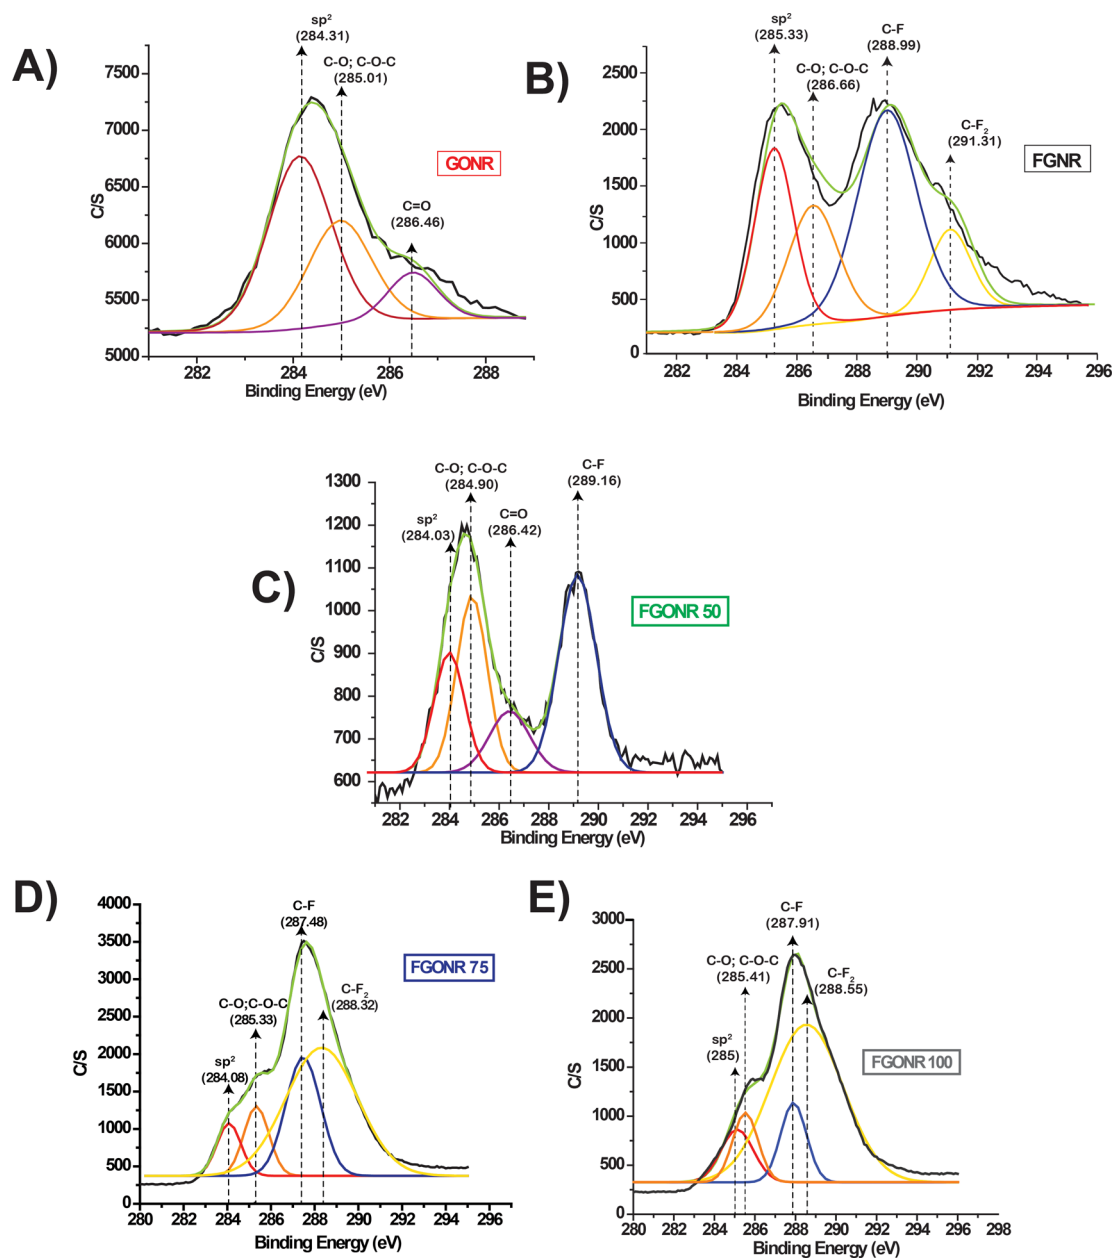 A)
sp²
(284.31)
C-O; C-O-C
(285.01)
C=O
(286.46)
GONR
7500
7000
6500
6000
5500
5000
C/S
282
284
286
288
Binding Energy (eV)
B)
sp²
(285.33)
C-O; C-O-C
(286.66)
C-F
(288.99)
C-F₂
(291.31)
FGNR
2500
2000
1500
1000
500
0
C/S
282
284
286
288
290
292
294
296
Binding Energy (eV)
C)
sp²
(284.03)
C-O; C-O-C
(284.90)
C=O
(286.42)
C-F
(289.16)
FGONR 50
1300
1200
1100
1000
900
800
700
600
C/S
282
284
286
288
290
292
294
296
Binding Energy (eV)
D)
sp²
(284.08)
C-O;C-O-C
(285.33)
C-F
(287.48)
C-F₂
(288.32)
FGONR 75
4000
3500
3000
2500
2000
1500
1000
500
0
C/S
280
282
284
286
288
290
292
294
296
Binding Energy (eV)
E)
sp²
(285)
C-O; C-O-C
(285.41)
C-F
(287.91)
C-F₂
(288.55)
FGONR 100
3000
2500
2000
1500
1000
500
0
C/S
280
282
284
286
288
290
292
294
296
298
Binding Energy (eV)